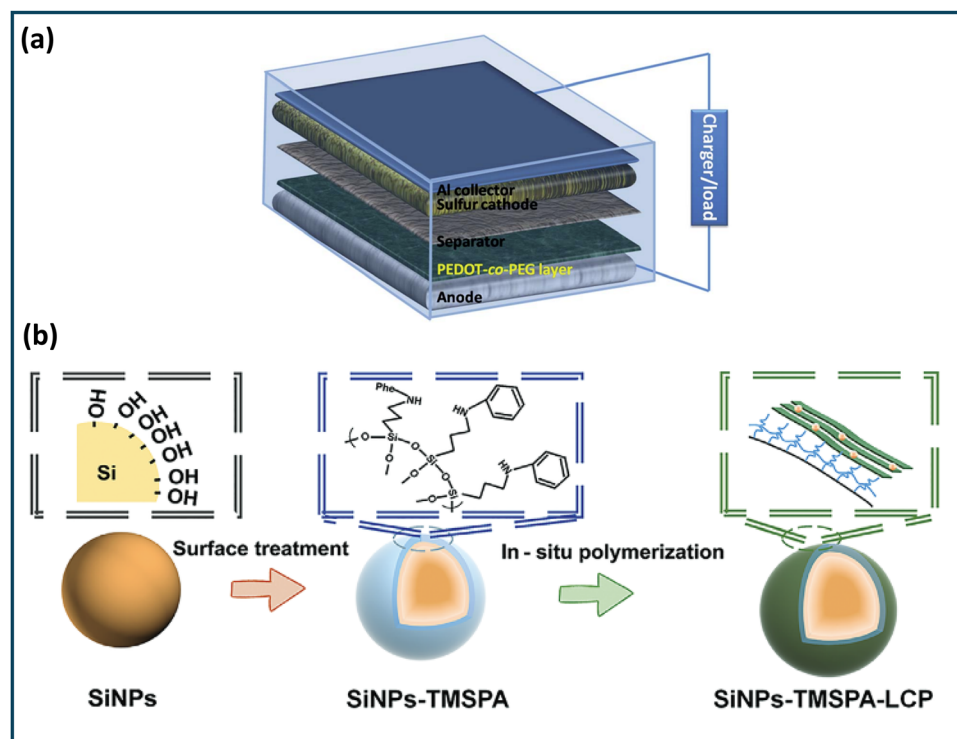 (a)
Charger/load
Al collector
Sulfur cathode
Separator
PEDOT-co-PEG layer
Anode
(b)
HO
OH
OH
OH
OH
OH
OH
OH
Si
Phe
NH
HN
Si
O
O
Si
O
O
O
HN
O
Si
Surface treatment
In - situ polymerization
SiNPs
SiNPs-TMSPA
SiNPs-TMSPA-LCP